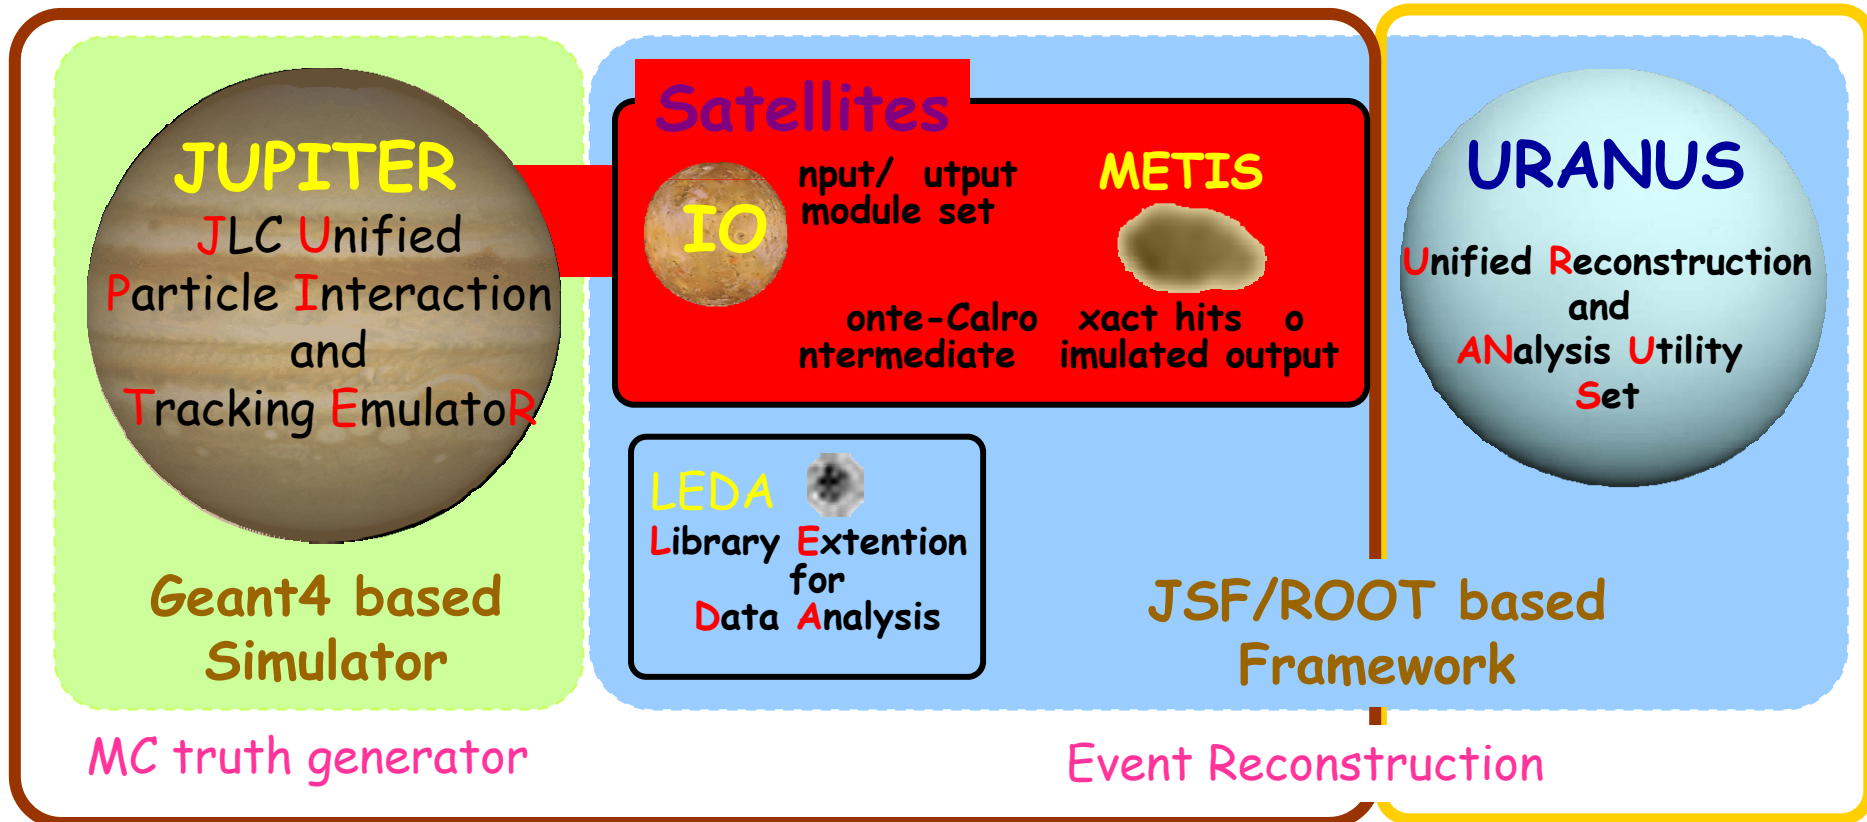 JUPITER
JLC Unified
Particle Interaction
and
Tracking EmulatoR
Geant4 based
Simulator
MC truth generator
Satellites
IO
nput/ utput
module set
METIS
onte-Calro xact hits o
ntermediate imulated output
LEDA
Library Extention
for
Data Analysis
URANUS
Unified Reconstruction
and
ANalysis Utility
Set
JSF/ROOT based
Framework
Event Reconstruction